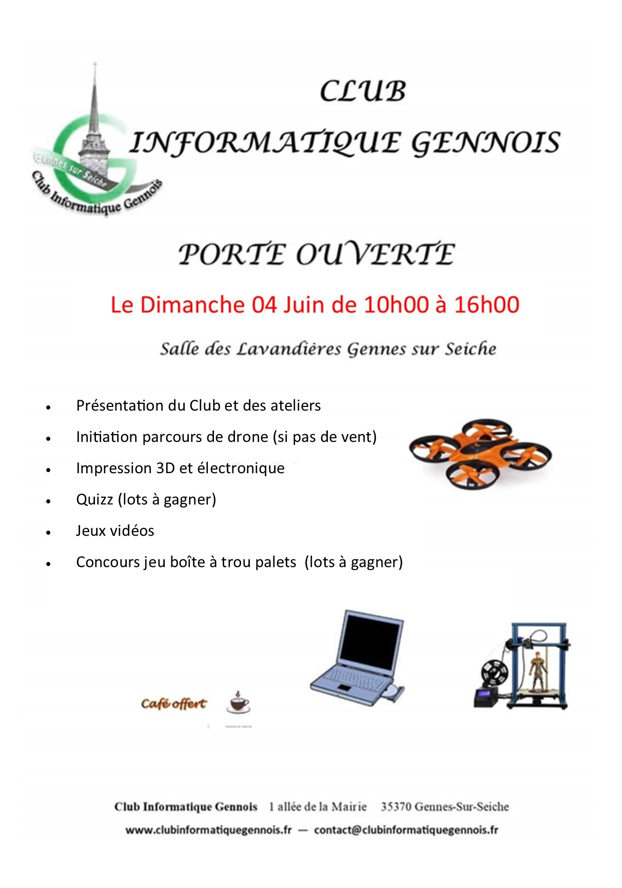 CLUB
INFORMATIQUE GENNOIS
Gennes sur Seiche
Club Informatique Gennois
PORTE OUVERTE
Le Dimanche 04 Juin de 10h00 à 16h00
Salle des Lavandières Gennes sur Seiche
• Présentation du Club et des ateliers
• Initiation parcours de drone (si pas de vent)
• Impression 3D et électronique
• Quizz (lots à gagner)
• Jeux vidéos
• Concours jeu boîte à trou palets (lots à gagner)
Café offert
Club Informatique Gennois 1 allée de la Mairie 35370 Gennes-Sur-Seiche
www.clubinformatiquegennois.fr — contact@clubinformatiquegennois.fr